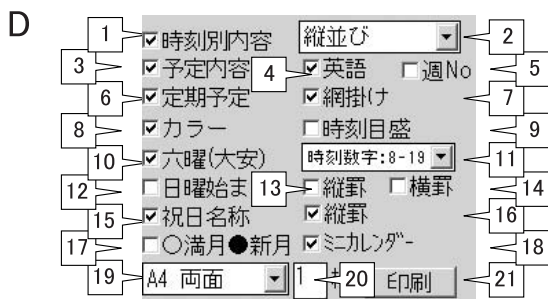 D
1 ☑時刻別内容 縦並び 2
3 ☑予定内容 4 ☑英語 □週No 5
6 ☑定期予定 ☑網掛け 7
8 ☑カラー □時刻目盛 9
10 ☑六曜(大安) 時刻数字:8-19 11
12 □日曜始ま 13 □縦罫 □横罫 14
15 ☑祝日名称 ☑縦罫 16
17 □○満月●新月 ☑ミニカレンダー 18
19 A4 両面 1 20 印刷 21